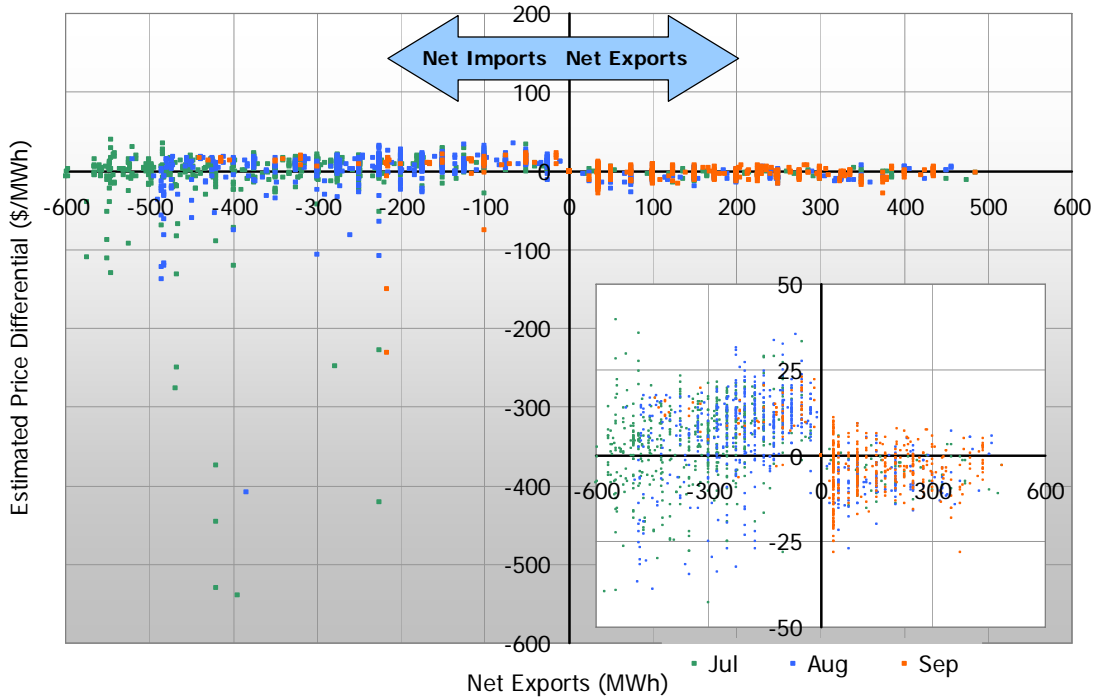 200
Net Imports Net Exports
100
0
-600 -500 -400 -300 -200 -100 0 100 200 300 400 500 600
-100
-200
-300
-400
-500
-600
Estimated Price Differential ($/MWh)
50
25
0
-600 -300 0 300 600
-25
-50
Jul Aug Sep
Net Exports (MWh)